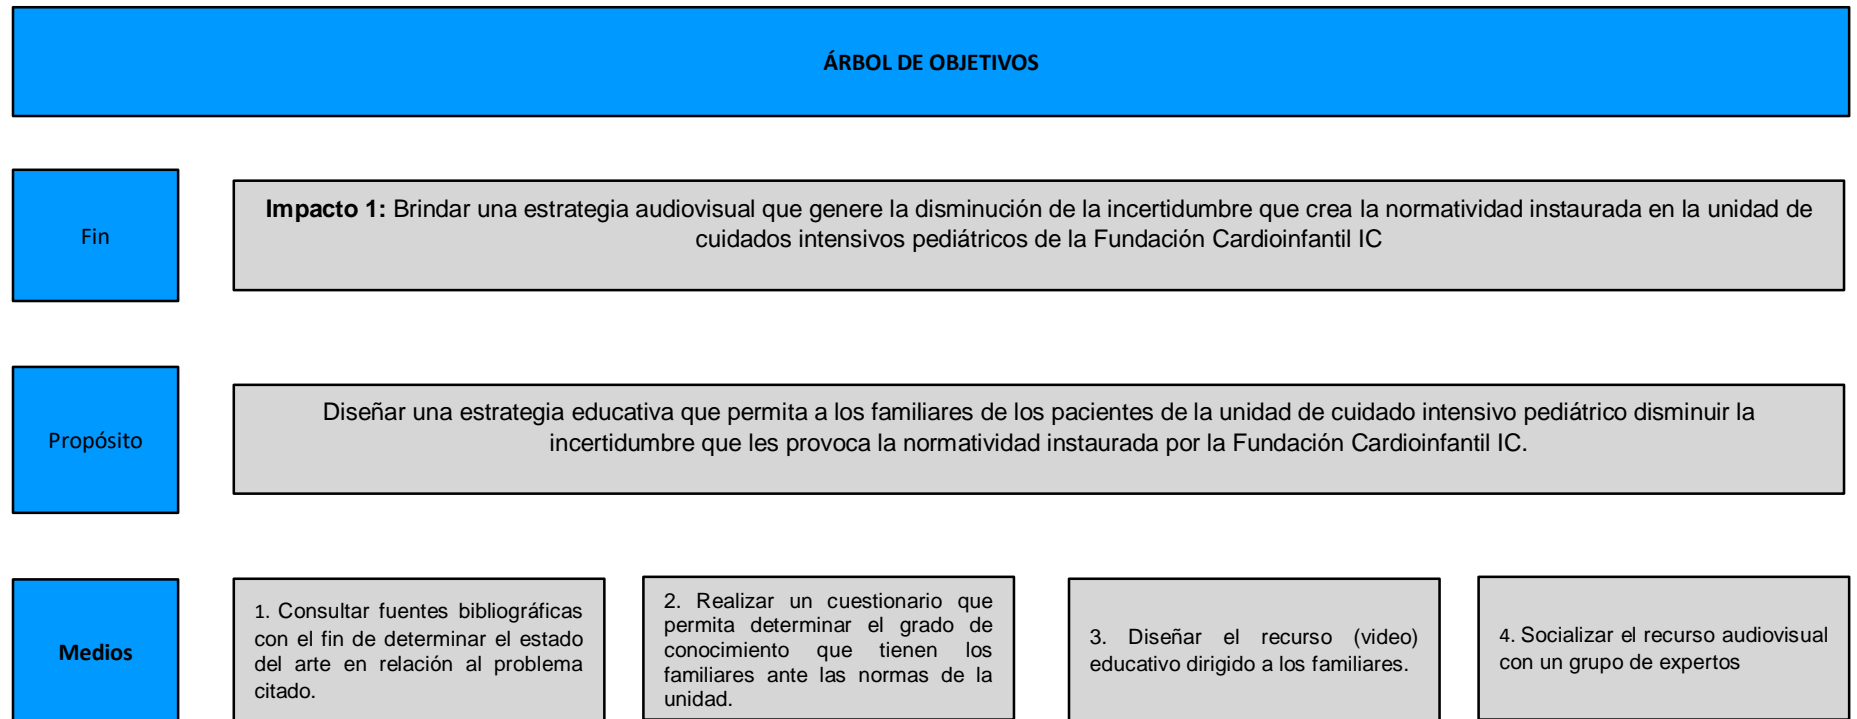 ÁRBOL DE OBJETIVOS
Fin
Impacto 1: Brindar una estrategia audiovisual que genere la disminución de la incertidumbre que crea la normatividad instaurada en la unidad de
cuidados intensivos pediátricos de la Fundación Cardioinfantil IC
Propósito
Diseñar una estrategia educativa que permita a los familiares de los pacientes de la unidad de cuidado intensivo pediátrico disminuir la
incertidumbre que les provoca la normatividad instaurada por la Fundación Cardioinfantil IC.
Medios
1. Consultar fuentes bibliográficas
con el fin de determinar el estado
del arte en relación al problema
citado.
2. Realizar un cuestionario que
permita determinar el grado de
conocimiento que tienen los
familiares ante las normas de la
unidad.
3. Diseñar el recurso (video)
educativo dirigido a los familiares.
4. Socializar el recurso audiovisual
con un grupo de expertos